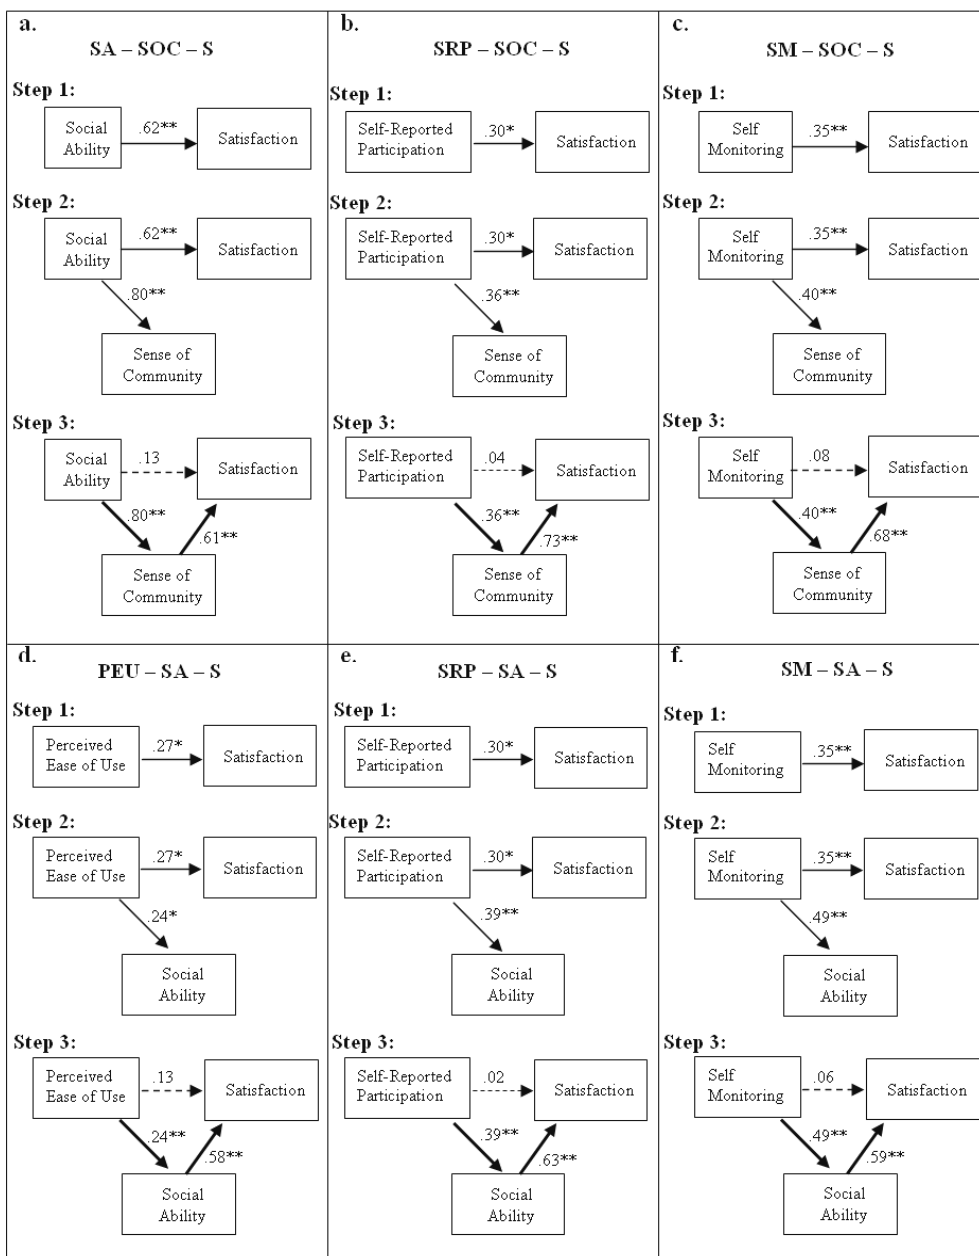 a.
SA – SOC – S
Step 1:
Social
Ability
.62**
Satisfaction
Step 2:
Social
Ability
.62**
Satisfaction
.80**
Sense of
Community
Step 3:
Social
Ability
.13
Satisfaction
.80**
.61**
Sense of
Community
b.
SRP – SOC – S
Step 1:
Self-Reported
Participation
.30*
Satisfaction
Step 2:
Self-Reported
Participation
.30*
Satisfaction
.36**
Sense of
Community
Step 3:
Self-Reported
Participation
.04
Satisfaction
.36**
.73**
Sense of
Community
c.
SM – SOC – S
Step 1:
Self
Monitoring
.35**
Satisfaction
Step 2:
Self
Monitoring
.35**
Satisfaction
.40**
Sense of
Community
Step 3:
Self
Monitoring
.08
Satisfaction
.40**
.68**
Sense of
Community
d.
PEU – SA – S
Step 1:
Perceived
Ease of Use
.27*
Satisfaction
Step 2:
Perceived
Ease of Use
.27*
Satisfaction
.24*
Social
Ability
Step 3:
Perceived
Ease of Use
.13
Satisfaction
.24**
.58**
Social
Ability
e.
SRP – SA – S
Step 1:
Self-Reported
Participation
.30*
Satisfaction
Step 2:
Self-Reported
Participation
.30*
Satisfaction
.39**
Social
Ability
Step 3:
Self-Reported
Participation
.02
Satisfaction
.39**
.63**
Social
Ability
f.
SM – SA – S
Step 1:
Self
Monitoring
.35**
Satisfaction
Step 2:
Self
Monitoring
.35**
Satisfaction
.49**
Social
Ability
Step 3:
Self
Monitoring
.06
Satisfaction
.49**
.59**
Social
Ability